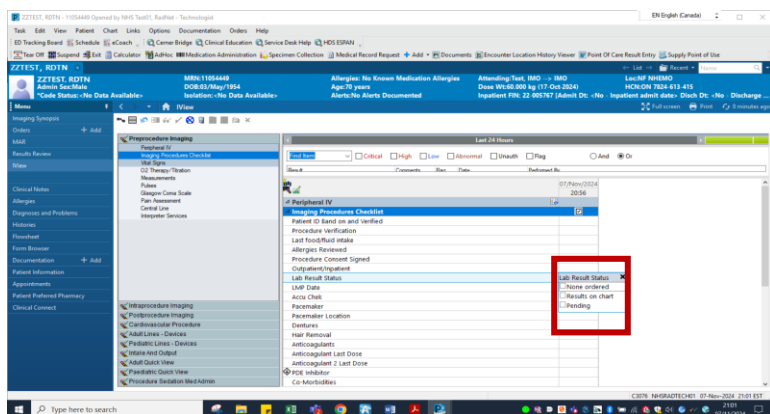 ZZTEST, RDTN - 11054449 Opened by NHS Test01, RadNet - Technologist
EN English (Canada)
Task Edit View Patient Chart Links Options Documentation Orders Help
ED Tracking Board Schedule eCoach Center Bridge Clinical Education Service Desk Help HDS ESPAN
Tear Off Suspend Exit Calculator AdHoc Medication Administration Specimen Collection Medical Record Request Add Documents Encounter Location History Viewer Point Of Care Result Entry Supply Point of Use
ZZTEST, RDTN
List Recent Name
ZZTEST, RDTN MRN:11054449 Allergies: No Known Medication Allergies Attending:Test, IMO --> IMO Loc:NF NHEMO
Admin Sex:Male DOB:03/May/1954 Age:70 years Dose Wt:60.000 kg (17-Oct-2024) HCN:ON 7824-613-415
*Code Status:<No Data Available> Isolation:<No Data Available> Alerts:No Alerts Documented Inpatient FIN: 22-005767 [Admit Dt: <No - Inpatient admit date> Disch Dt: <No - Discharge ...
Menu
IView
Full screen Print 0 minutes ago
Imaging Synopsis
Orders + Add
MAR
Results Review
IView
Clinical Notes
Allergies
Diagnoses and Problems
Histories
Flowsheet
Form Browser
Documentation + Add
Patient Information
Appointments
Patient Preferred Pharmacy
Clinical Connect
Preprocedure Imaging
Peripheral IV
Imaging Procedures Checklist
Vital Signs
O2 Therapy/Titration
Measurements
Pulses
Glasgow Coma Scale
Pain Assessment
Central Line
Interpreter Services
Intraprocedure Imaging
Postprocedure Imaging
Cardiovascular Procedure
Adult Lines - Devices
Pediatric Lines - Devices
Intake And Output
Adult Quick View
Paediatric Quick View
Procedure Sedation Med Admin
Last 24 Hours
Find Item Critical High Low Abnormal Unauth Flag And Or
Result Comments Flag Date Performed By
07/Nov/2024
20:56
Peripheral IV
Imaging Procedures Checklist
Patient ID Band on and Verified
Procedure Verification
Last food/fluid intake
Allergies Reviewed
Procedure Consent Signed
Outpatient/Inpatient
Lab Result Status
LMP Date
Accu Chek
Pacemaker
Pacemaker Location
Dentures
Hair Removal
Anticoagulants
Anticoagulant Last Dose
Anticoagulant 2 Last Dose
PDE Inhibitor
Co-Morbidities
Lab Result Status X
None ordered
Results on chart
Pending
C3076 NHSRADTECH01 07-Nov-2024 21:01 EST
Type here to search
21:01